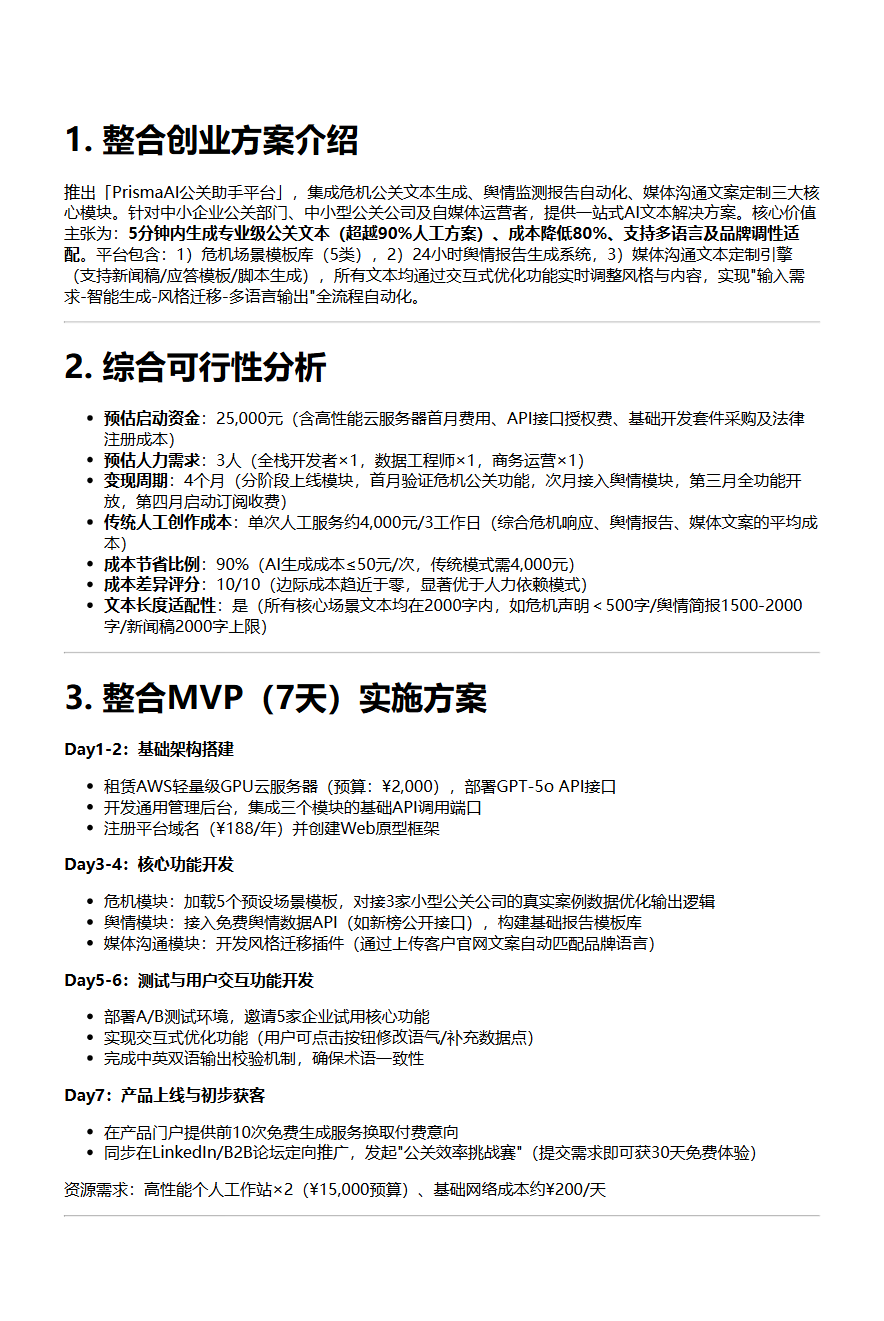 1. 整合创业方案介绍
推出「PrismaAI公关助手平台」，集成危机公关文本生成、舆情监测报告自动化、媒体沟通文案定制三大核
心模块。针对中小企业公关部门、中小型公关公司及自媒体运营者，提供一站式AI文本解决方案。核心价值
主张为：5分钟内生成专业级公关文本（超越90%人工方案）、成本降低80%、支持多语言及品牌调性适
配。平台包含：1）危机场景模板库（5类），2）24小时舆情报告生成系统，3）媒体沟通文本定制引擎
（支持新闻稿/应答模板/脚本生成），所有文本均通过交互式优化功能实时调整风格与内容，实现"输入需
求-智能生成-风格迁移-多语言输出"全流程自动化。
2. 综合可行性分析
• 预估启动资金：25,000元（含高性能云服务器首月费用、API接口授权费、基础开发套件采购及法律
注册成本）
• 预估人力需求：3人（全栈开发者×1，数据工程师×1，商务运营×1）
• 变现周期：4个月（分阶段上线模块，首月验证危机公关功能，次月接入舆情模块，第三月全功能开
放，第四月启动订阅收费）
• 传统人工创作成本：单次人工服务约4,000元/3工作日（综合危机响应、舆情报告、媒体文案的平均成
本）
• 成本节省比例：90%（AI生成成本≤50元/次，传统模式需4,000元）
• 成本差异评分：10/10（边际成本趋近于零，显著优于人力依赖模式）
• 文本长度适配性：是（所有核心场景文本均在2000字内，如危机声明＜500字/舆情简报1500-2000
字/新闻稿2000字上限）
3. 整合MVP（7天）实施方案
Day1-2：基础架构搭建
• 租赁AWS轻量级GPU云服务器（预算：¥2,000），部署GPT-5o API接口
• 开发通用管理后台，集成三个模块的基础API调用端口
• 注册平台域名（¥188/年）并创建Web原型框架
Day3-4：核心功能开发
• 危机模块：加载5个预设场景模板，对接3家小型公关公司的真实案例数据优化输出逻辑
• 舆情模块：接入免费舆情数据API（如新榜公开接口），构建基础报告模板库
• 媒体沟通模块：开发风格迁移插件（通过上传客户官网文案自动匹配品牌语言）
Day5-6：测试与用户交互功能开发
• 部署A/B测试环境，邀请5家企业试用核心功能
• 实现交互式优化功能（用户可点击按钮修改语气/补充数据点）
• 完成中英双语输出校验机制，确保术语一致性
Day7：产品上线与初步获客
• 在产品门户提供前10次免费生成服务换取付费意向
• 同步在LinkedIn/B2B论坛定向推广，发起"公关效率挑战赛"（提交需求即可获30天免费体验）
资源需求：高性能个人工作站×2（¥15,000预算）、基础网络成本约¥200/天